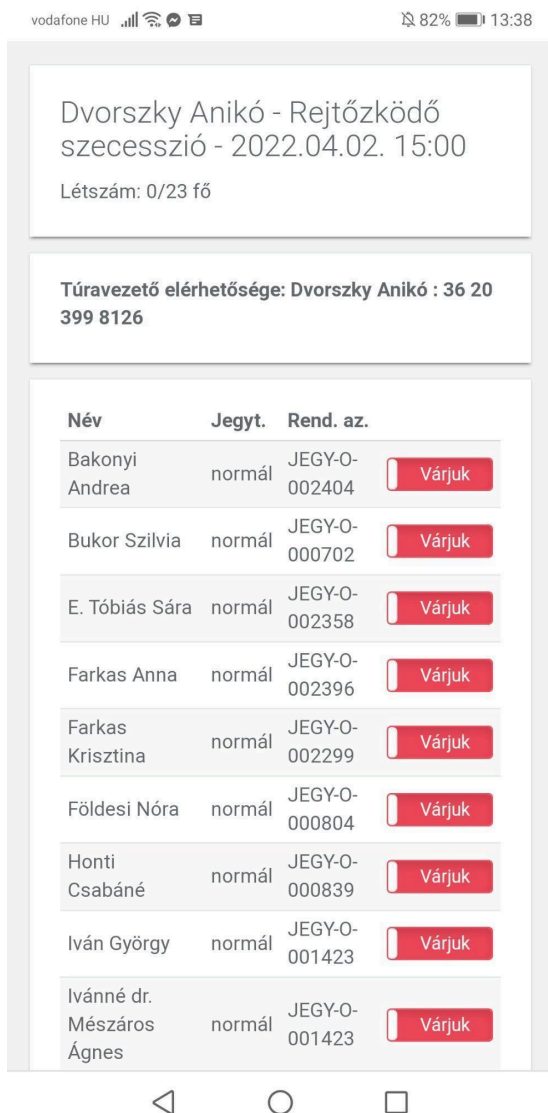 vodafone HU 82% 13:38
Dvorszky Anikó - Rejtőzködő
szecesszió - 2022.04.02. 15:00
Létszám: 0/23 fő
Túravezető elérhetősége: Dvorszky Anikó : 36 20
399 8126
Név Jegyt. Rend. az.
Bakonyi
Andrea normál JEGY-O-
002404 Várjuk
Bukor Szilvia normál JEGY-O-
000702 Várjuk
E. Tóbiás Sára normál JEGY-O-
002358 Várjuk
Farkas Anna normál JEGY-O-
002396 Várjuk
Farkas
Krisztina normál JEGY-O-
002299 Várjuk
Földesi Nóra normál JEGY-O-
000804 Várjuk
Honti
Csabáné normál JEGY-O-
000839 Várjuk
Iván György normál JEGY-O-
001423 Várjuk
Ivánné dr.
Mészáros
Ágnes normál JEGY-O-
001423 Várjuk